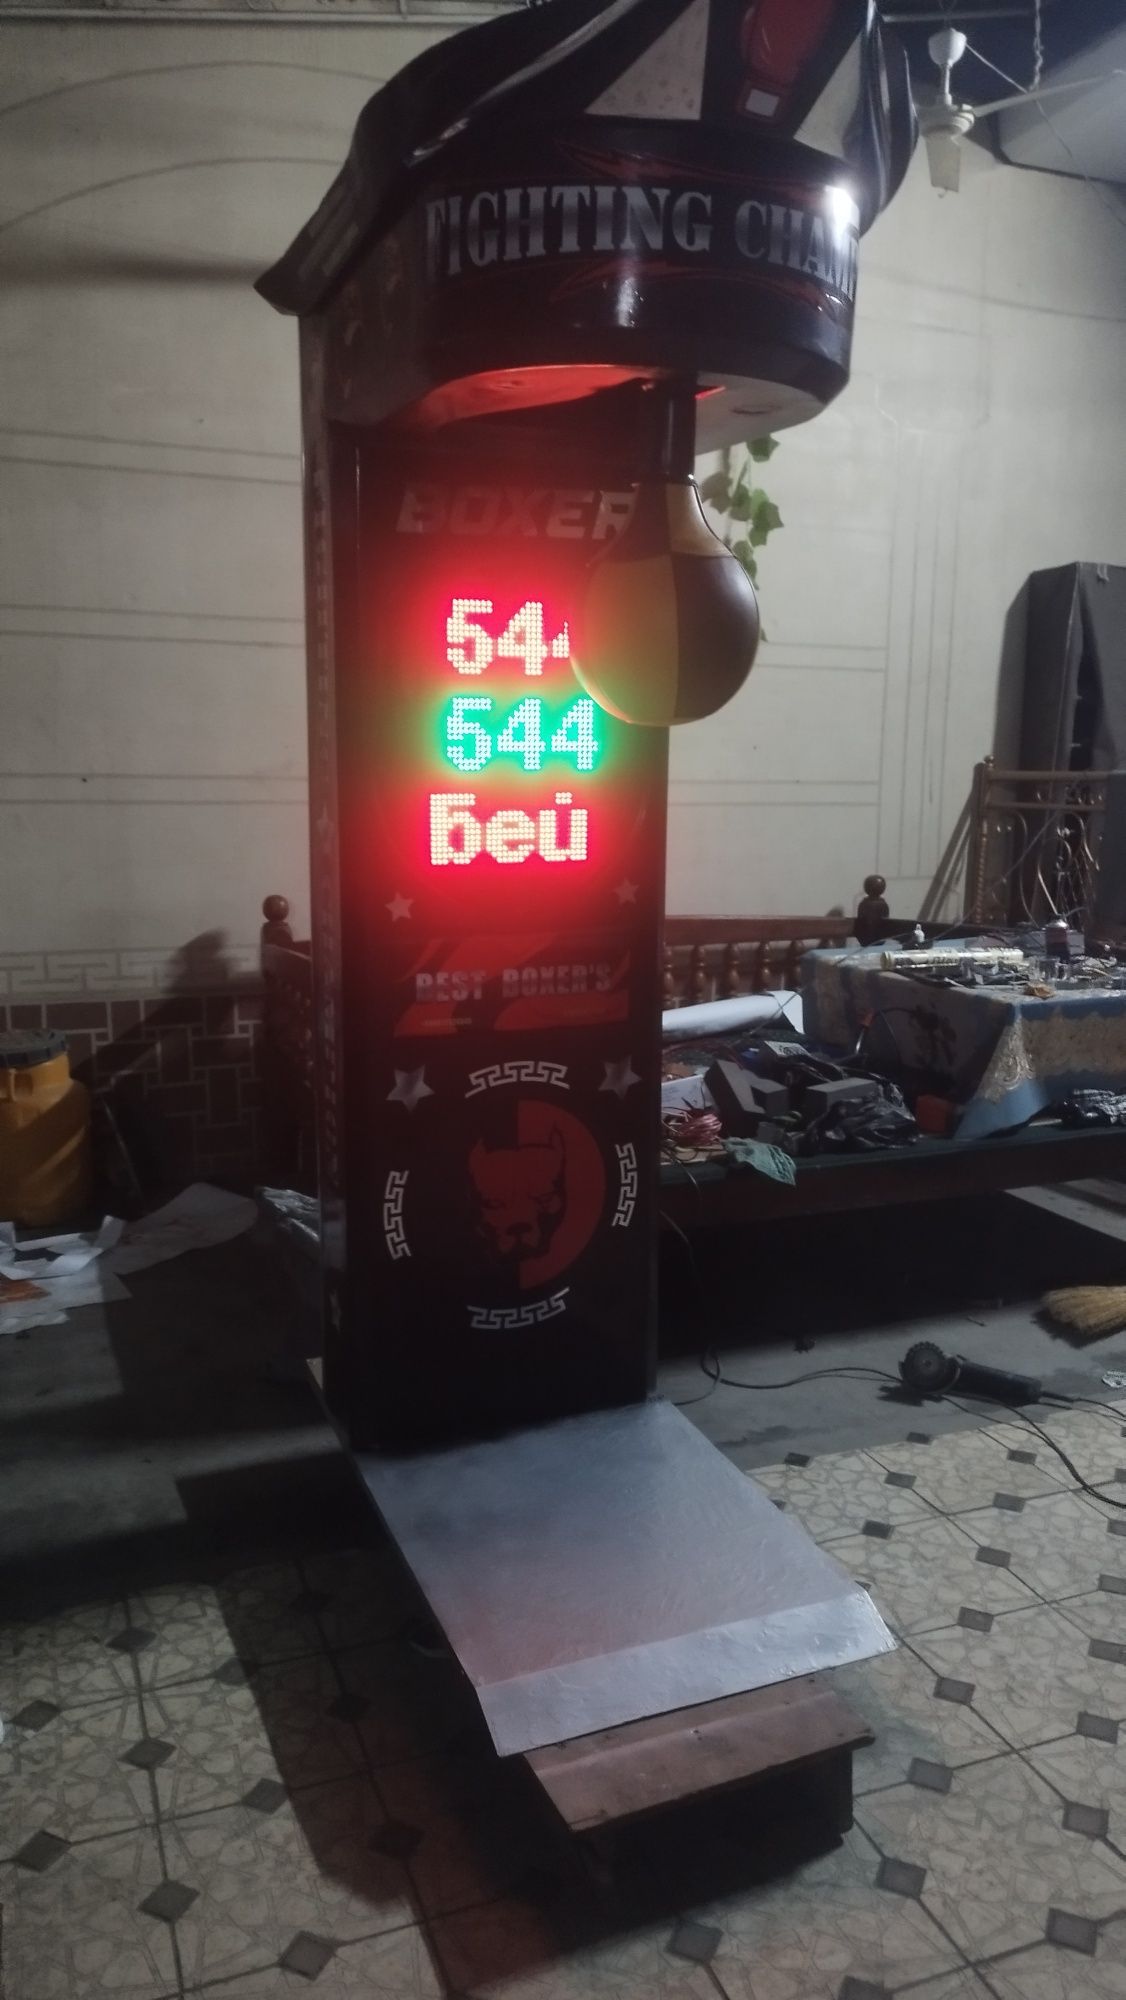 FIGHTING CHAM
BOXER
54
544
Бей
BEST BOXER'S